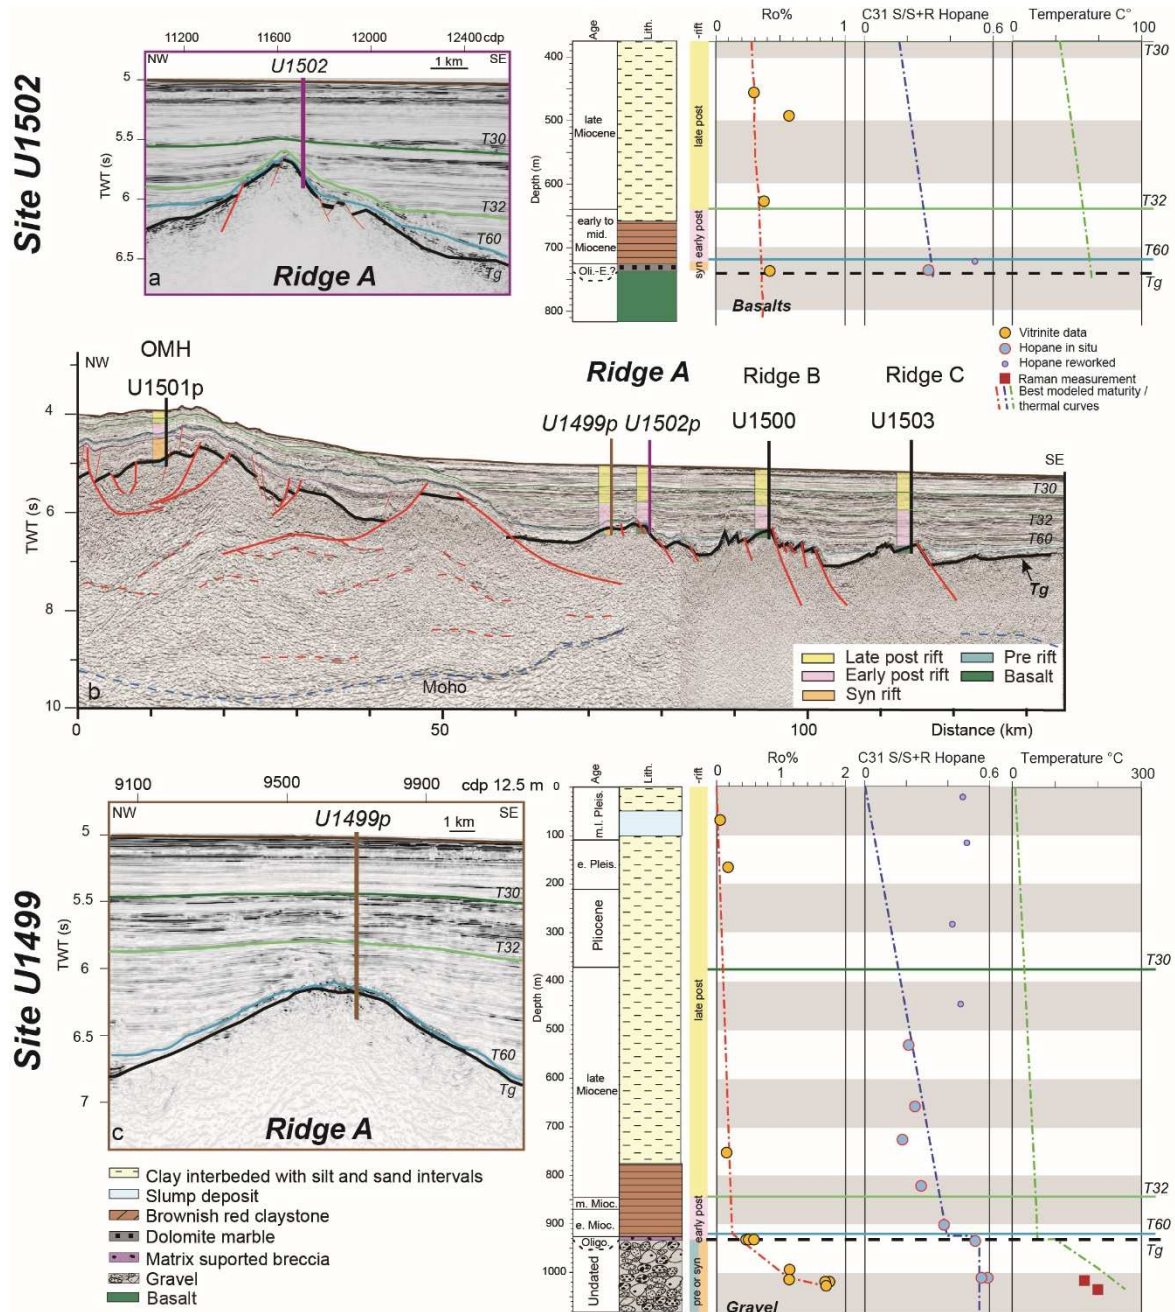 Site U1502
11200 11600 12000 12400 cdp
NW SE
1 km
U1502
5
5.5
6
6.5
TWT (s)
T30
T32
T60
Tg
Ridge A
a
Age
Lith.
-rift
Ro%
0 1
C31 S/S+R Hopane
0 0.6
Temperature C°
0 100
T30
Depth (m)
400
500
600
700
800
late Miocene
early to mid. Miocene
Oli.-E.?
late post
early post
syn
T32
T60
Tg
Basalts
Vitrinite data
Hopane in situ
Hopane reworked
Raman measurement
Best modeled maturity /
thermal curves
NW
OMH
U1501p
Ridge A
U1499p
U1502p
Ridge B
U1500
Ridge C
U1503
SE
4
6
8
10
TWT (s)
T30
T32
T60
Tg
Moho
b
Late post rift
Early post rift
Syn rift
Pre rift
Basalt
0 50 100 Distance (km)
Site U1499
9100 9500 9900 cdp 12.5 m
NW SE
1 km
U1499p
5
5.5
6
6.5
7
TWT (s)
T30
T32
T60
Tg
Ridge A
c
Clay interbeded with silt and sand intervals
Slump deposit
Brownish red claystone
Dolomite marble
Matrix suported breccia
Gravel
Basalt
Age
Lith.
-rift
Ro%
0 2
C31 S/S+R Hopane
0 0.6
Temperature °C
0 300
Depth (m)
0
100
200
300
400
500
600
700
800
900
1000
m.l. Pleis.
e. Pleis.
Pliocene
late Miocene
m. Mioc.
e. Mioc.
Oligo.
Undated
late post
early post
pre or syn
T30
T32
T60
Tg
Gravel